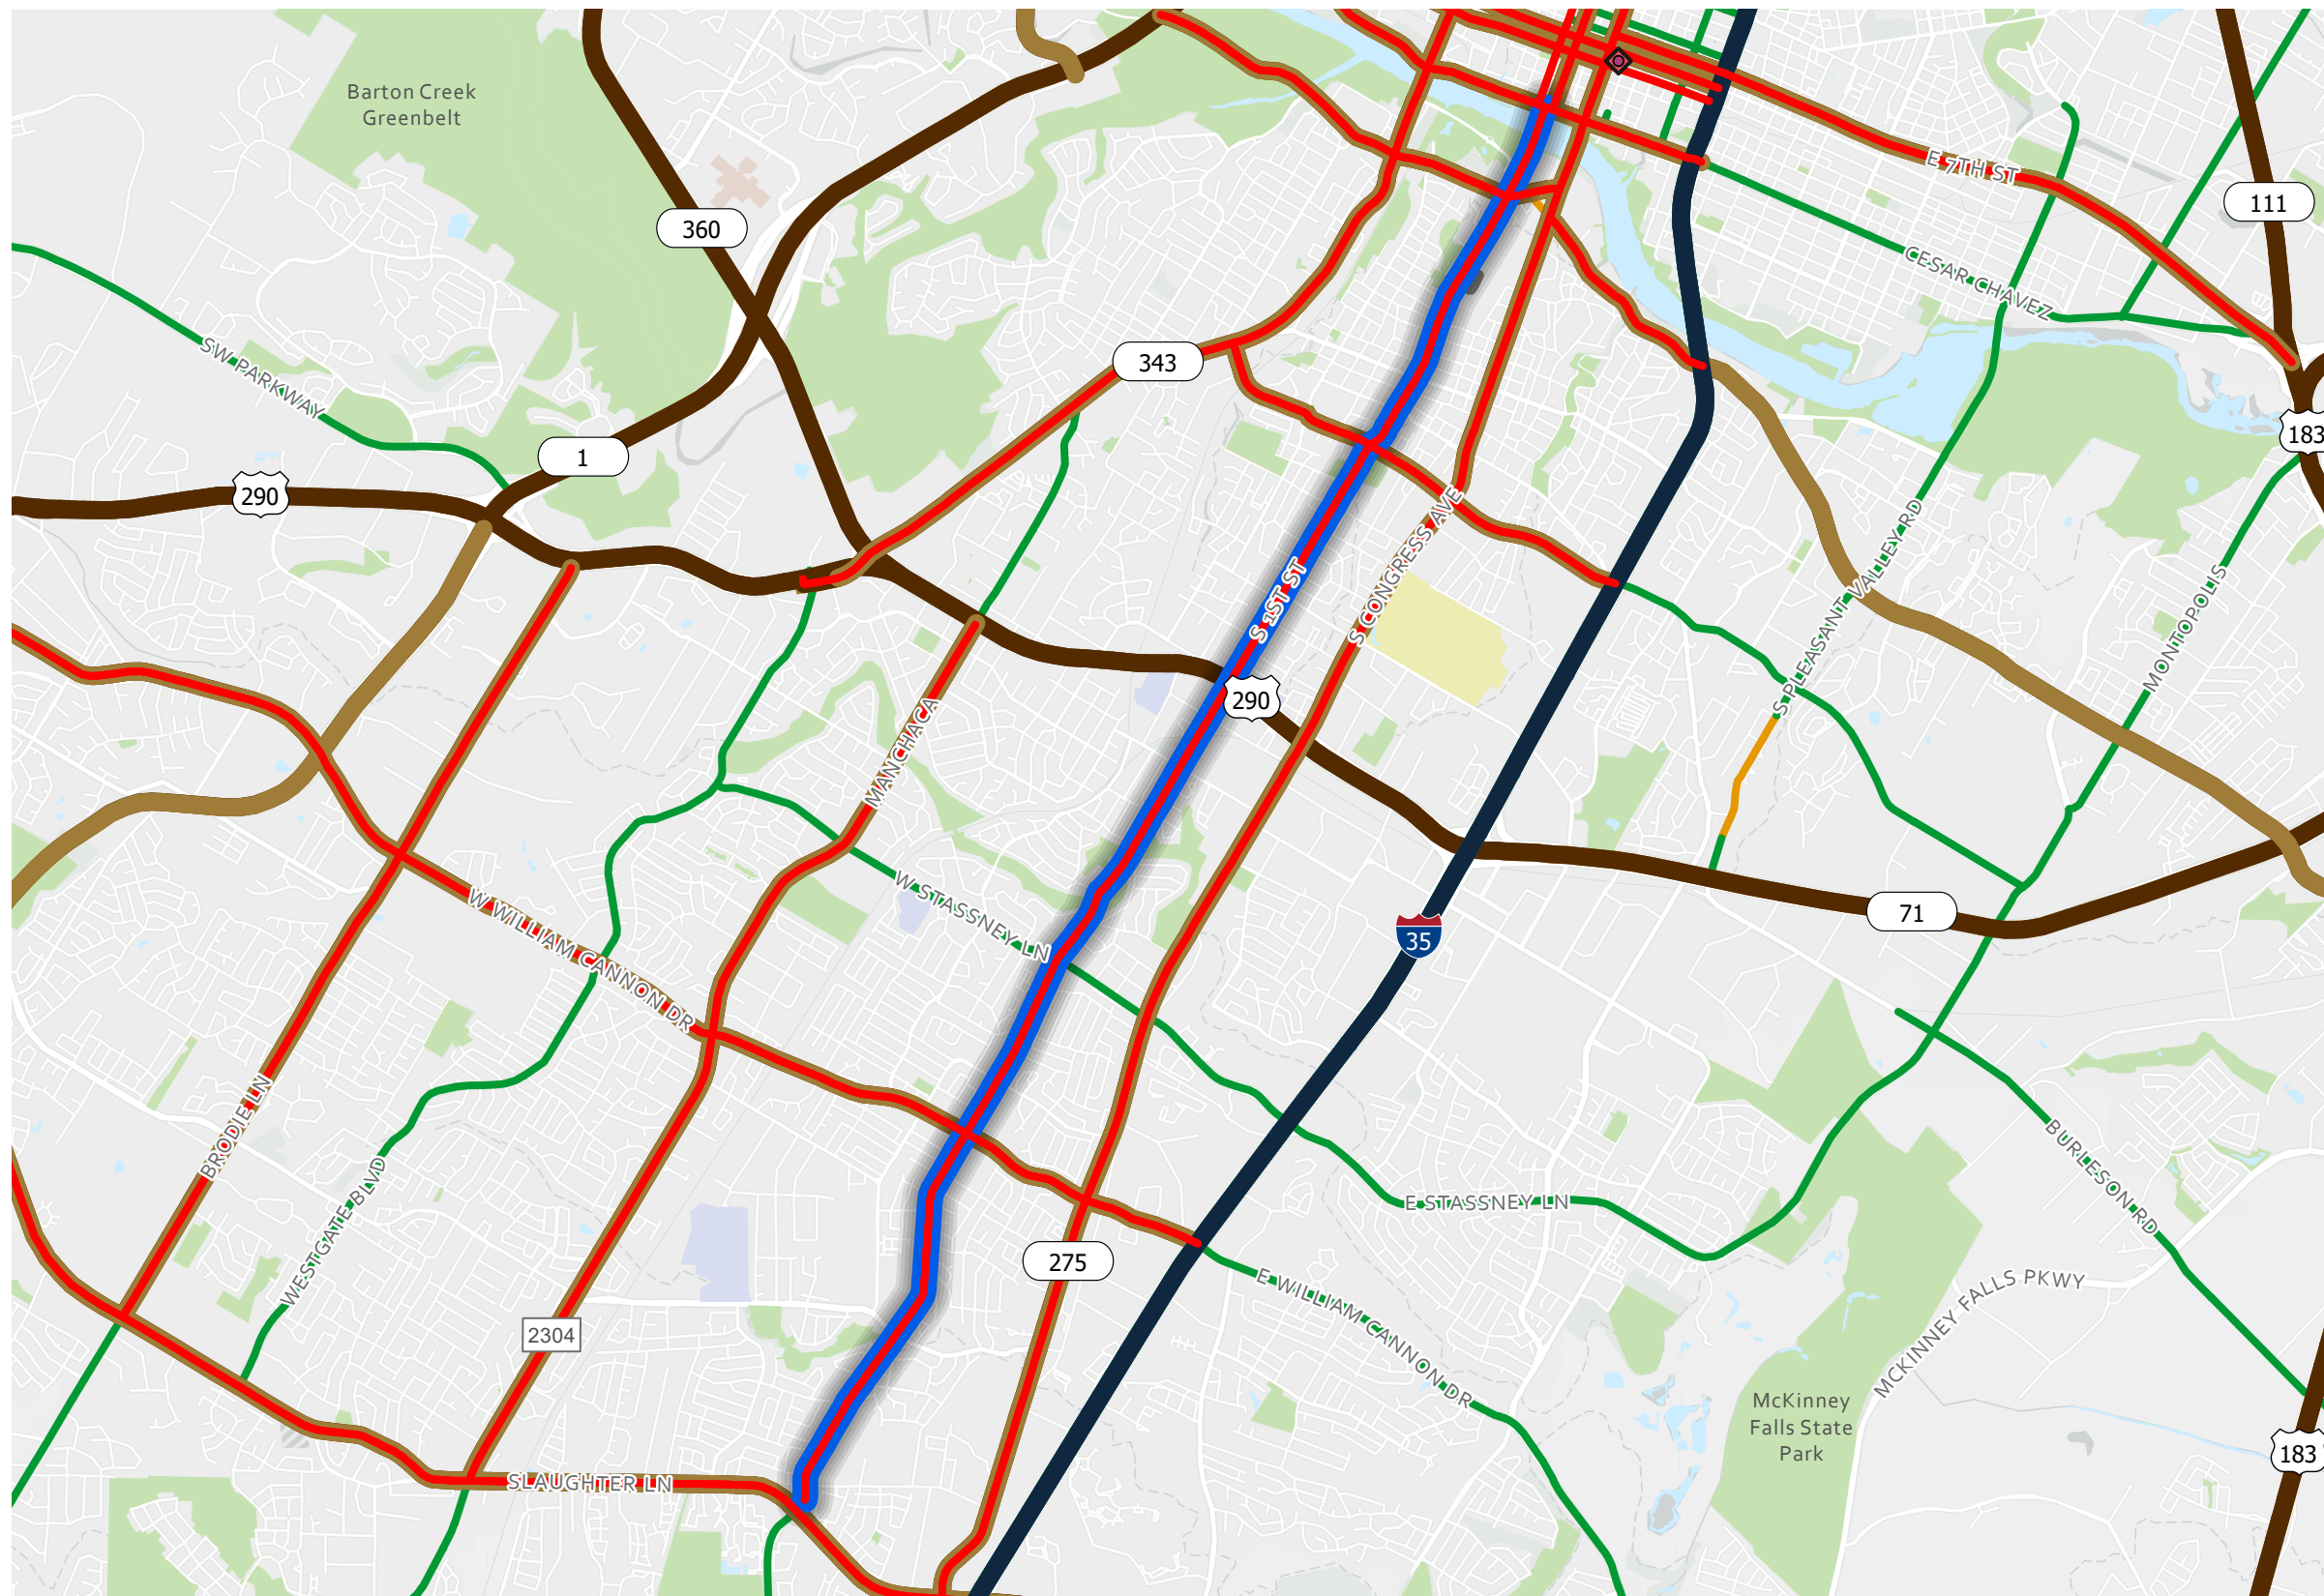 Barton Creek
Greenbelt
E 7TH ST
111
360
CESAR CHAVEZ
SW PARKWAY
343
183
1
290
S PLEASANT VALLEY RD
S CONGRESS AVE
S 1ST ST
MONTOPOLIS
290
MANCHACA
W STASSNEY LN
W WILLIAM CANNON DR
71
35
BRODIE LN
WESTGATE BLVD
BURLESON RD
E STASSNEY LN
275
E WILLIAM CANNON DR
MCKINNEY FALLS PKWY
2304
McKinney
Falls State
Park
183
SLAUGHTER LN